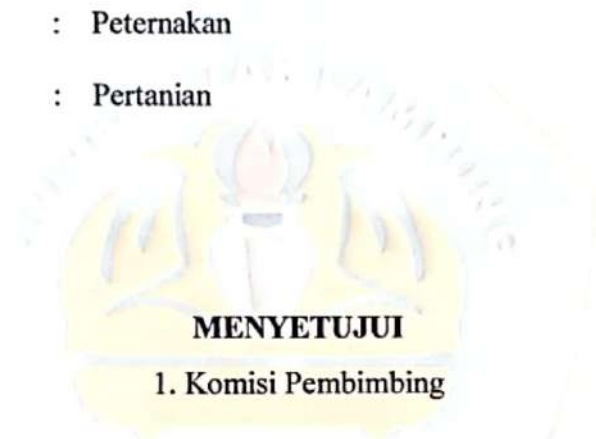 : Peternakan
: Pertanian
MENYETUJUI
1. Komisi Pembimbing